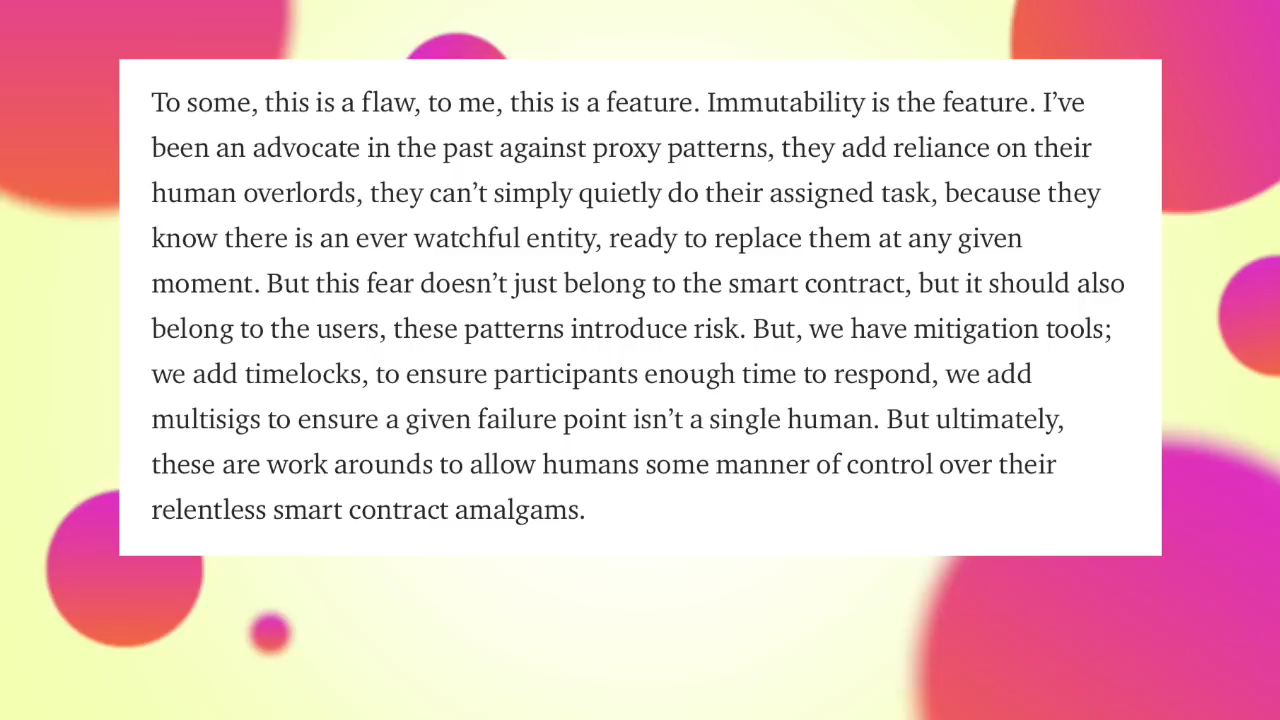 To some, this is a flaw, to me, this is a feature. Immutability is the feature. I’ve
been an advocate in the past against proxy patterns, they add reliance on their
human overlords, they can’t simply quietly do their assigned task, because they
know there is an ever watchful entity, ready to replace them at any given
moment. But this fear doesn’t just belong to the smart contract, but it should also
belong to the users, these patterns introduce risk. But, we have mitigation tools;
we add timelocks, to ensure participants enough time to respond, we add
multisigs to ensure a given failure point isn’t a single human. But ultimately,
these are work arounds to allow humans some manner of control over their
relentless smart contract amalgams.